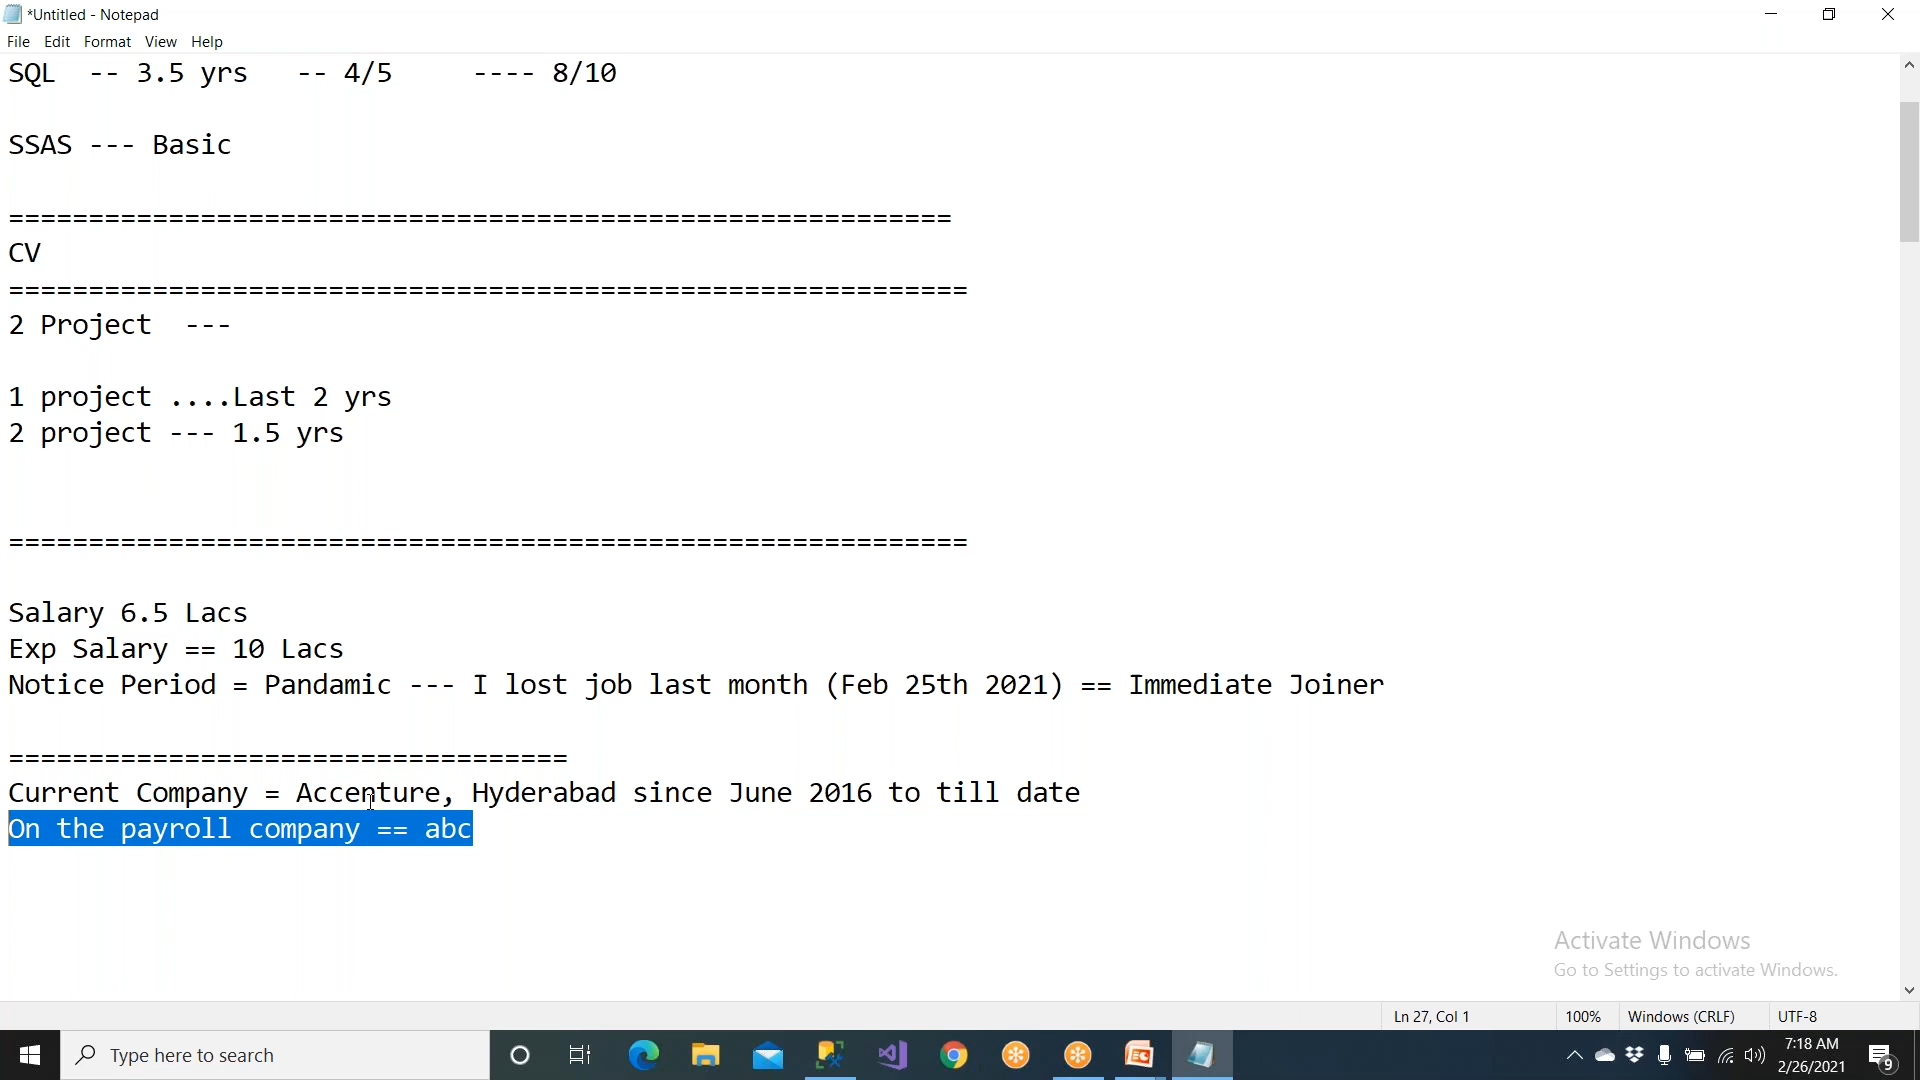 *Untitled - Notepad
File Edit Format View Help
SQL -- 3.5 yrs -- 4/5 ---- 8/10
SSAS --- Basic
===========================================================
CV
============================================================
2 Project ---
1 project ....Last 2 yrs
2 project --- 1.5 yrs
============================================================
Salary 6.5 Lacs
Exp Salary == 10 Lacs
Notice Period = Pandamic --- I lost job last month (Feb 25th 2021) == Immediate Joiner
===================================
Current Company = Accenture, Hyderabad since June 2016 to till date
On the payroll company == abc
Activate Windows
Go to Settings to activate Windows.
Ln 27, Col 1 100% Windows (CRLF) UTF-8
Type here to search
7:18 AM
2/26/2021
9